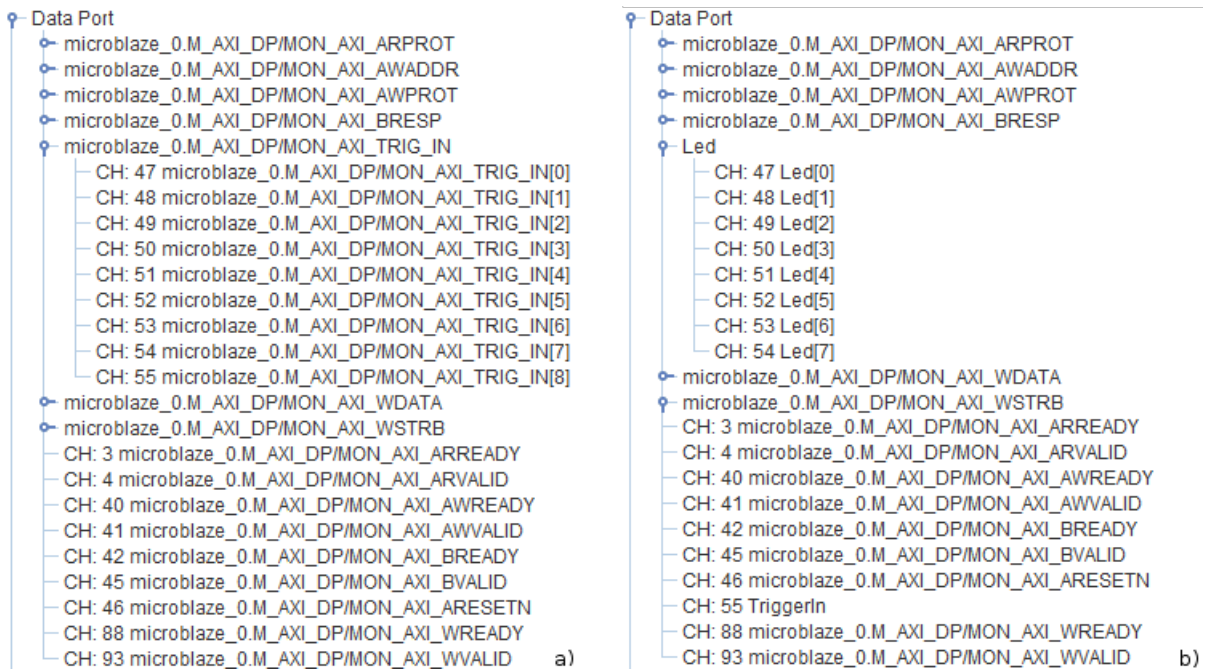 Data Port
microblaze_0.M_AXI_DP/MON_AXI_ARPROT
microblaze_0.M_AXI_DP/MON_AXI_AWADDR
microblaze_0.M_AXI_DP/MON_AXI_AWPROT
microblaze_0.M_AXI_DP/MON_AXI_BRESP
microblaze_0.M_AXI_DP/MON_AXI_TRIG_IN
CH: 47 microblaze_0.M_AXI_DP/MON_AXI_TRIG_IN[0]
CH: 48 microblaze_0.M_AXI_DP/MON_AXI_TRIG_IN[1]
CH: 49 microblaze_0.M_AXI_DP/MON_AXI_TRIG_IN[2]
CH: 50 microblaze_0.M_AXI_DP/MON_AXI_TRIG_IN[3]
CH: 51 microblaze_0.M_AXI_DP/MON_AXI_TRIG_IN[4]
CH: 52 microblaze_0.M_AXI_DP/MON_AXI_TRIG_IN[5]
CH: 53 microblaze_0.M_AXI_DP/MON_AXI_TRIG_IN[6]
CH: 54 microblaze_0.M_AXI_DP/MON_AXI_TRIG_IN[7]
CH: 55 microblaze_0.M_AXI_DP/MON_AXI_TRIG_IN[8]
microblaze_0.M_AXI_DP/MON_AXI_WDATA
microblaze_0.M_AXI_DP/MON_AXI_WSTRB
CH: 3 microblaze_0.M_AXI_DP/MON_AXI_ARREADY
CH: 4 microblaze_0.M_AXI_DP/MON_AXI_ARVALID
CH: 40 microblaze_0.M_AXI_DP/MON_AXI_AWREADY
CH: 41 microblaze_0.M_AXI_DP/MON_AXI_AWVALID
CH: 42 microblaze_0.M_AXI_DP/MON_AXI_BREADY
CH: 45 microblaze_0.M_AXI_DP/MON_AXI_BVALID
CH: 46 microblaze_0.M_AXI_DP/MON_AXI_ARESETN
CH: 88 microblaze_0.M_AXI_DP/MON_AXI_WREADY
CH: 93 microblaze_0.M_AXI_DP/MON_AXI_WVALID a)
Data Port
microblaze_0.M_AXI_DP/MON_AXI_ARPROT
microblaze_0.M_AXI_DP/MON_AXI_AWADDR
microblaze_0.M_AXI_DP/MON_AXI_AWPROT
microblaze_0.M_AXI_DP/MON_AXI_BRESP
Led
CH: 47 Led[0]
CH: 48 Led[1]
CH: 49 Led[2]
CH: 50 Led[3]
CH: 51 Led[4]
CH: 52 Led[5]
CH: 53 Led[6]
CH: 54 Led[7]
microblaze_0.M_AXI_DP/MON_AXI_WDATA
microblaze_0.M_AXI_DP/MON_AXI_WSTRB
CH: 3 microblaze_0.M_AXI_DP/MON_AXI_ARREADY
CH: 4 microblaze_0.M_AXI_DP/MON_AXI_ARVALID
CH: 40 microblaze_0.M_AXI_DP/MON_AXI_AWREADY
CH: 41 microblaze_0.M_AXI_DP/MON_AXI_AWVALID
CH: 42 microblaze_0.M_AXI_DP/MON_AXI_BREADY
CH: 45 microblaze_0.M_AXI_DP/MON_AXI_BVALID
CH: 46 microblaze_0.M_AXI_DP/MON_AXI_ARESETN
CH: 55 TriggerIn
CH: 88 microblaze_0.M_AXI_DP/MON_AXI_WREADY
CH: 93 microblaze_0.M_AXI_DP/MON_AXI_WVALID b)